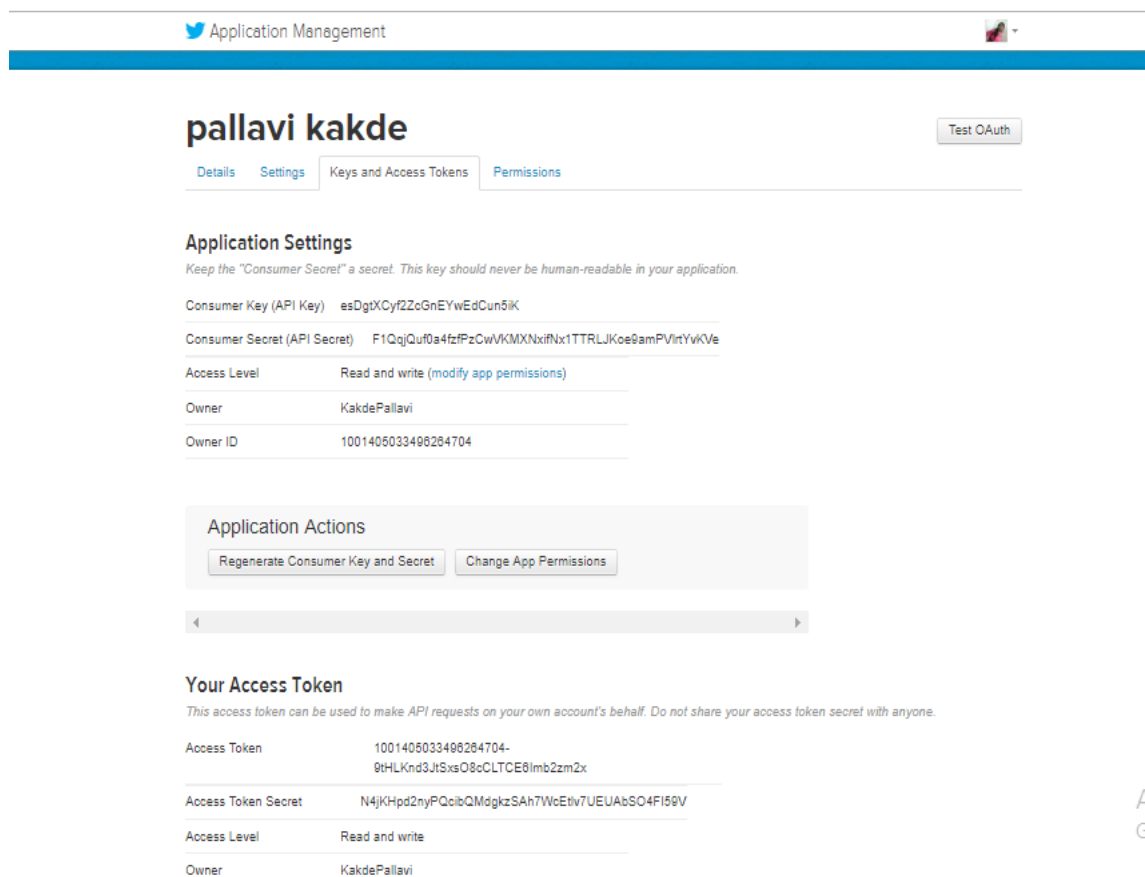 Application Management
pallavi kakde
Test OAuth
Details Settings Keys and Access Tokens Permissions
Application Settings
Keep the "Consumer Secret" a secret. This key should never be human-readable in your application.
Consumer Key (API Key) esDgtXCyf2ZcGnEYwEdCun5iK
Consumer Secret (API Secret)
Access Level Read and write (modify app permissions)
Owner KakdePallavi
Owner ID 1001405033496264704
Application Actions
Regenerate Consumer Key and Secret Change App Permissions
Your Access Token
This access token can be used to make API requests on your own account's behalf. Do not share your access token secret with anyone.
Access Token 1001405033496264704-
Access Token Secret
Access Level Read and write
Owner KakdePallavi